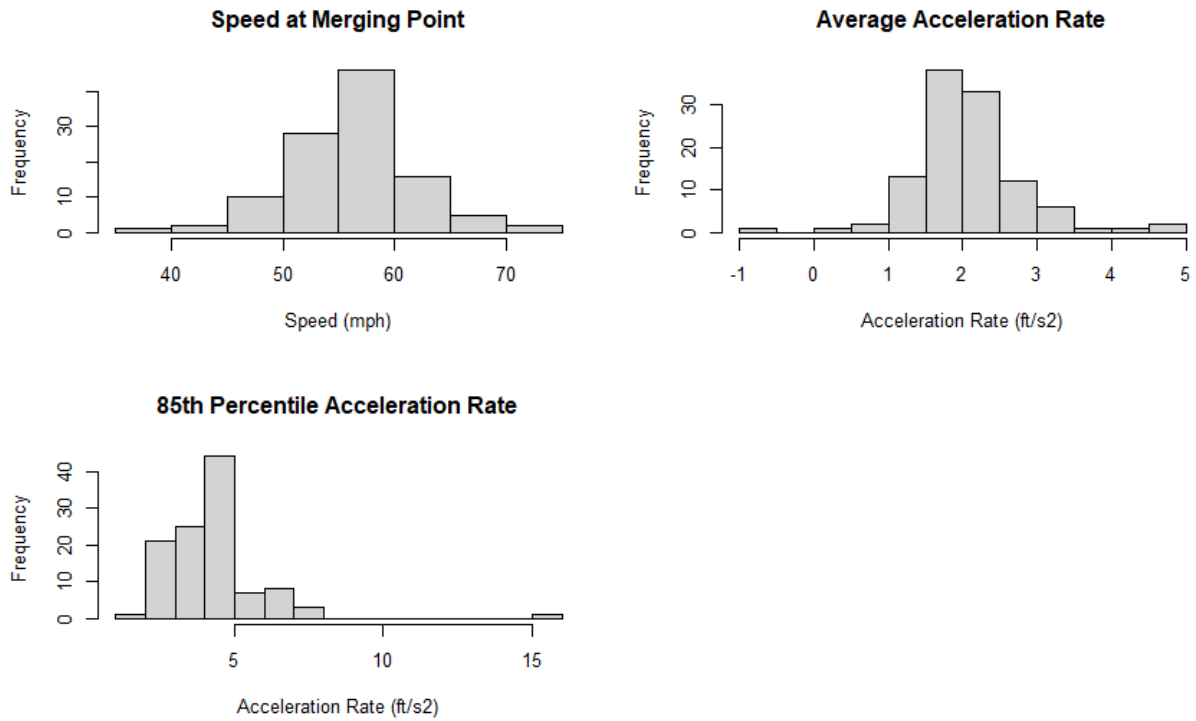 Speed at Merging Point
Frequency
0 10 30
40 50 60 70
Speed (mph)
Average Acceleration Rate
Frequency
0 10 20 30
-1 0 1 2 3 4 5
Acceleration Rate (ft/s2)
85th Percentile Acceleration Rate
Frequency
0 10 20 30 40
5 10 15
Acceleration Rate (ft/s2)